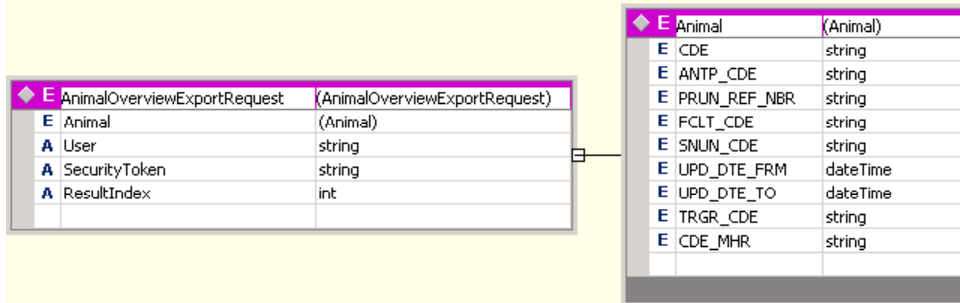 E Animal (Animal)
E CDE string
E ANTP_CDE string
E PRUN_REF_NBR string
E FCLT_CDE string
E SNUN_CDE string
E UPD_DTE_FRM dateTime
E UPD_DTE_TO dateTime
E TRGR_CDE string
E CDE_MHR string
E AnimalOverviewExportRequest (AnimalOverviewExportRequest)
E Animal (Animal)
A User string
A SecurityToken string
A ResultIndex int